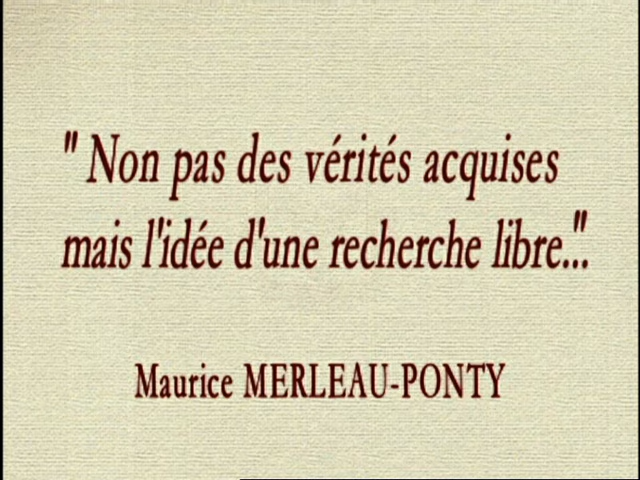 " Non pas des vérités acquises
mais l'idée d'une recherche libre..."
Maurice MERLEAU-PONTY